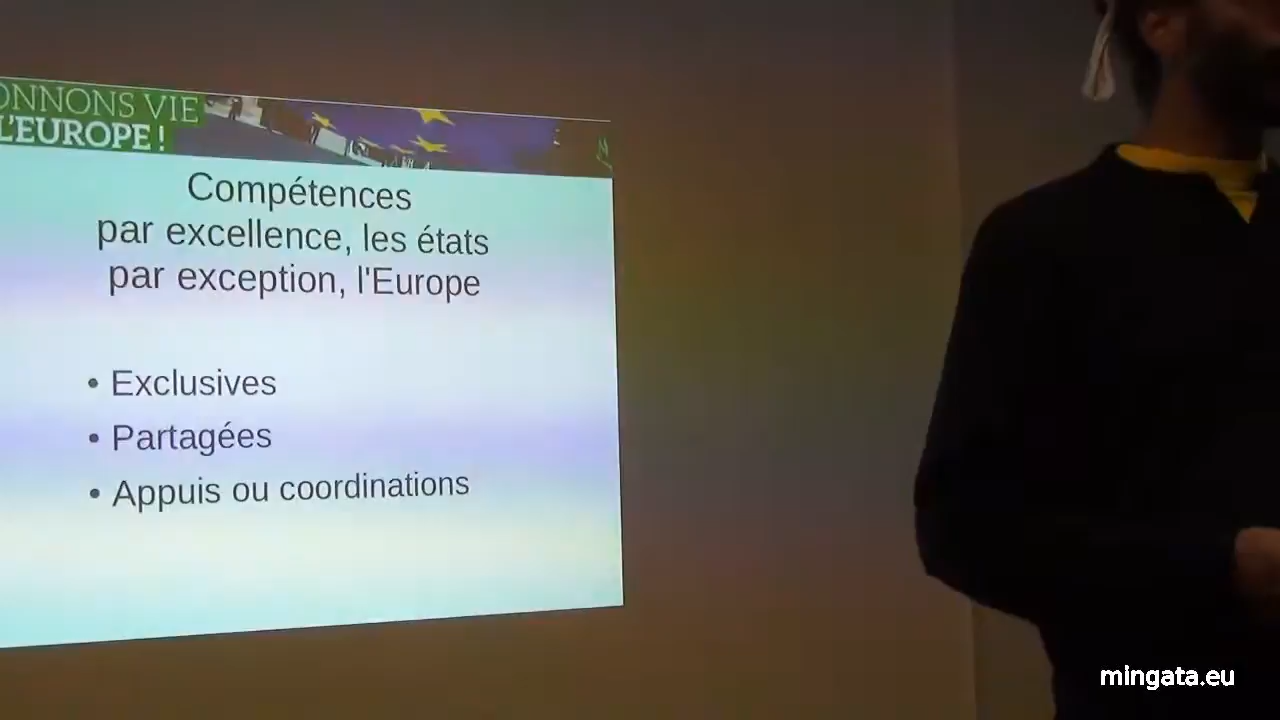 ONNONS VIE
L'EUROPE !
Compétences
par excellence, les états
par exception, l'Europe
• Exclusives
• Partagées
• Appuis ou coordinations
mingata.eu